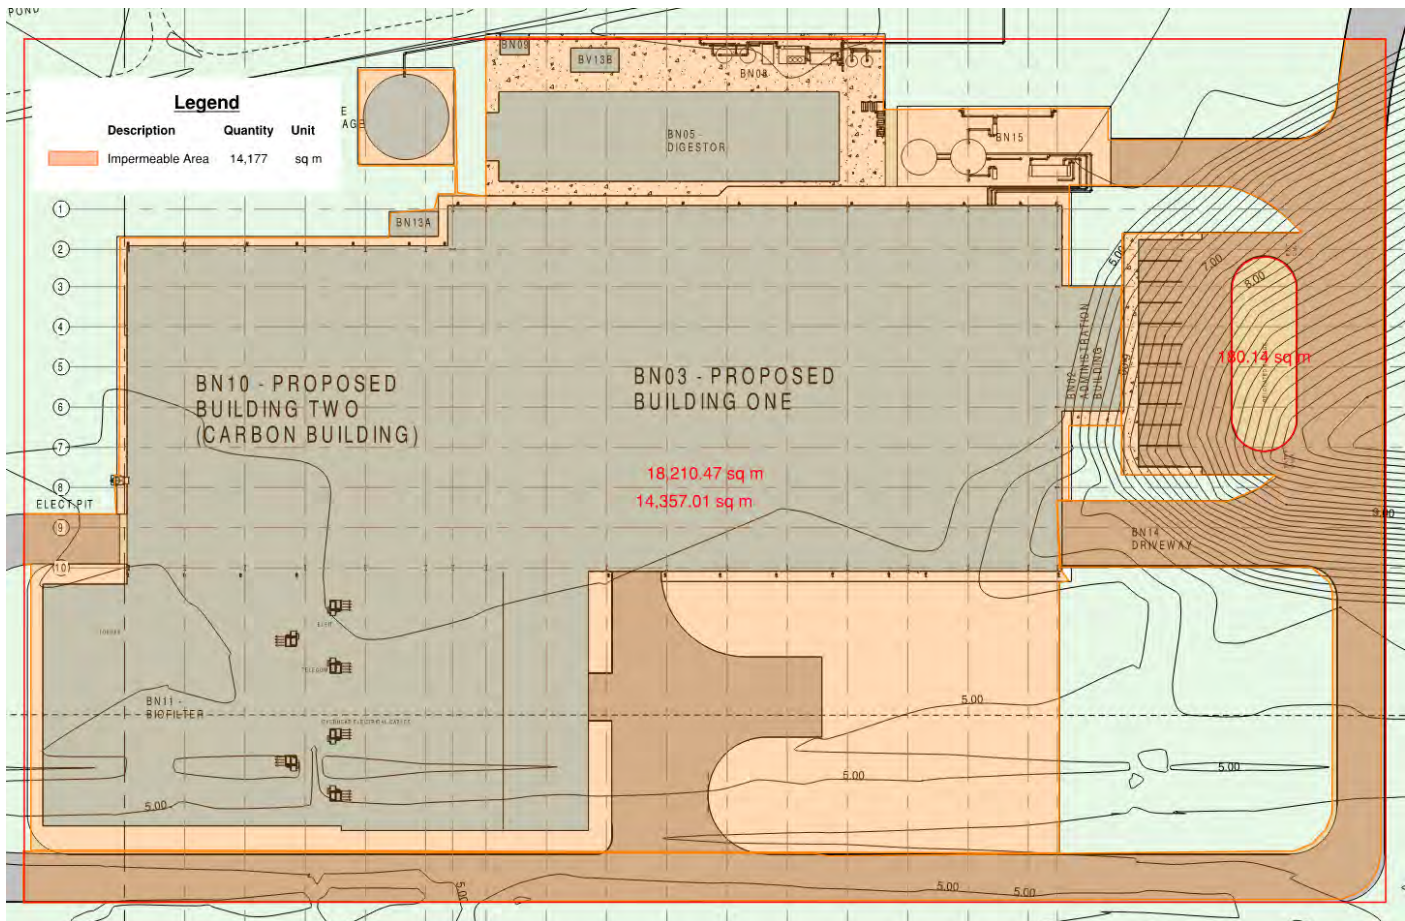 POND
BN09
BV13B
BN08
Legend
Description Quantity Unit
Impermeable Area 14,177 sq m
E
AGE
BN05 -
DIGESTOR
BN15
1
BN13A
2
3
4
5
6
7
8
9
10
5.00
7.00
8.00
BN02
ADMINISTRATION
BUILDING
180.14 sq m
BN10 - PROPOSED
BUILDING TWO
(CARBON BUILDING)
BN03 - PROPOSED
BUILDING ONE
18,210.47 sq m
14,357.01 sq m
ELECT.PIT
9.00
BN14
DRIVEWAY
BN11 -
BIOFILTER
5.00
5.00
5.00
5.00
5.00
5.00
5.00